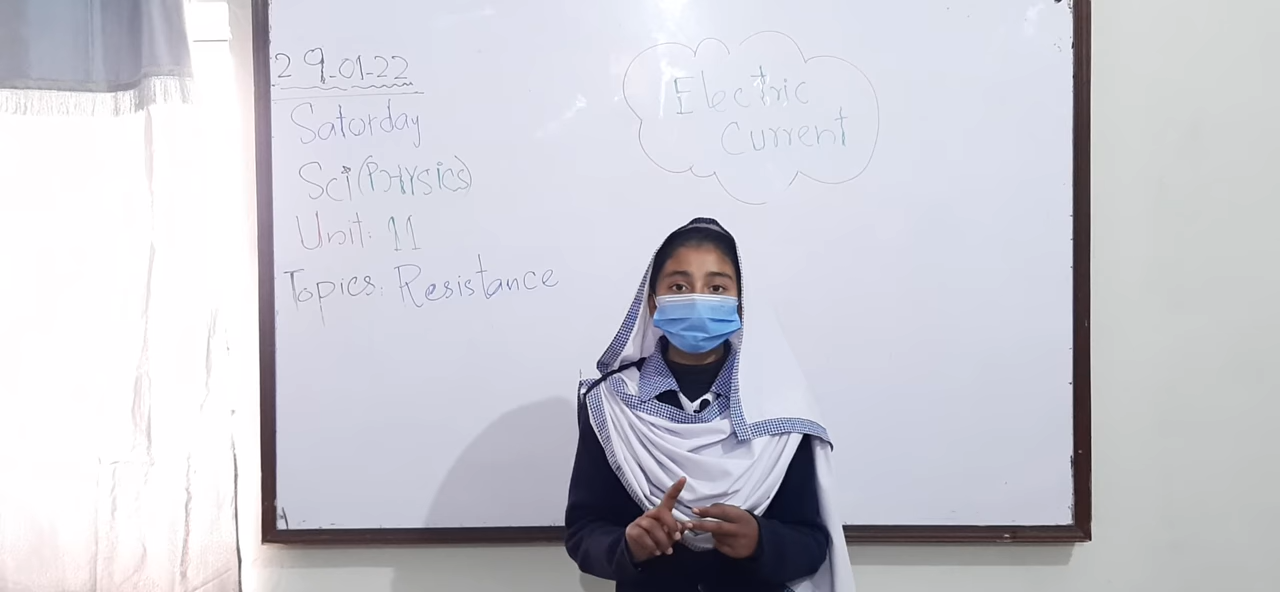 29-01-22
Satorday
Sci (PHYSics)
Unit: 11
Topics: Resistance
Electric
Current